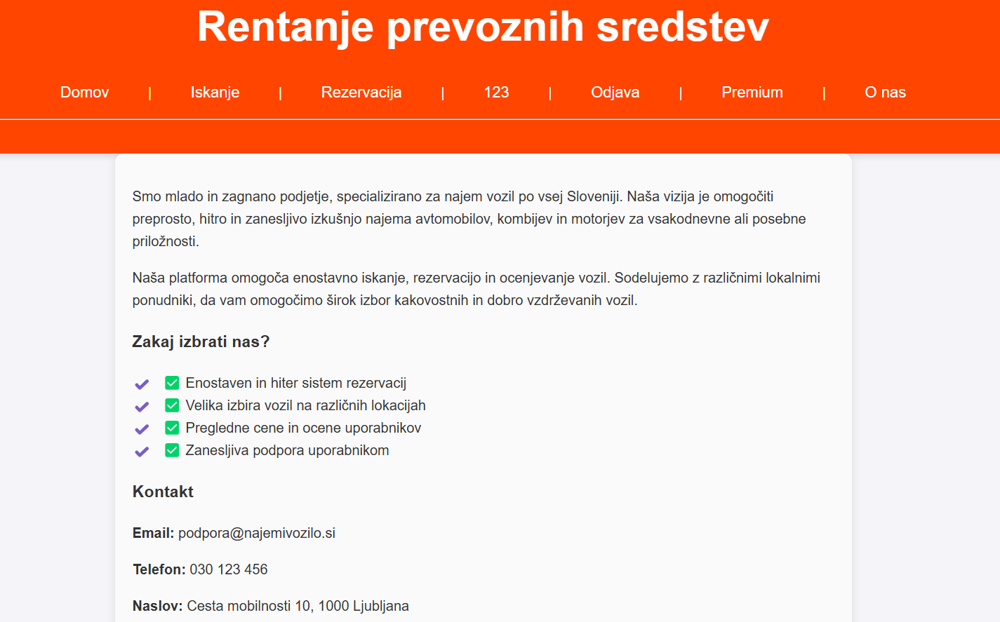 Rentanje prevoznih sredstev
Domov | Iskanje | Rezervacija | 123 | Odjava | Premium | O nas
Smo mlado in zagnano podjetje, specializirano za najem vozil po vsej Sloveniji. Naša vizija je omogočiti
preprosto, hitro in zanesljivo izkušnjo najema avtomobilov, kombijev in motorjev za vsakodnevne ali posebne
priložnosti.
Naša platforma omogoča enostavno iskanje, rezervacijo in ocenjevanje vozil. Sodelujemo z različnimi lokalnimi
ponudniki, da vam omogočimo širok izbor kakovostnih in dobro vzdrževanih vozil.
Zakaj izbrati nas?
✔ ✅ Enostaven in hiter sistem rezervacij
✔ ✅ Velika izbira vozil na različnih lokacijah
✔ ✅ Pregledne cene in ocene uporabnikov
✔ ✅ Zanesljiva podpora uporabnikom
Kontakt
Email: podpora@najemivozilo.si
Telefon: 030 123 456
Naslov: Cesta mobilnosti 10, 1000 Ljubljana